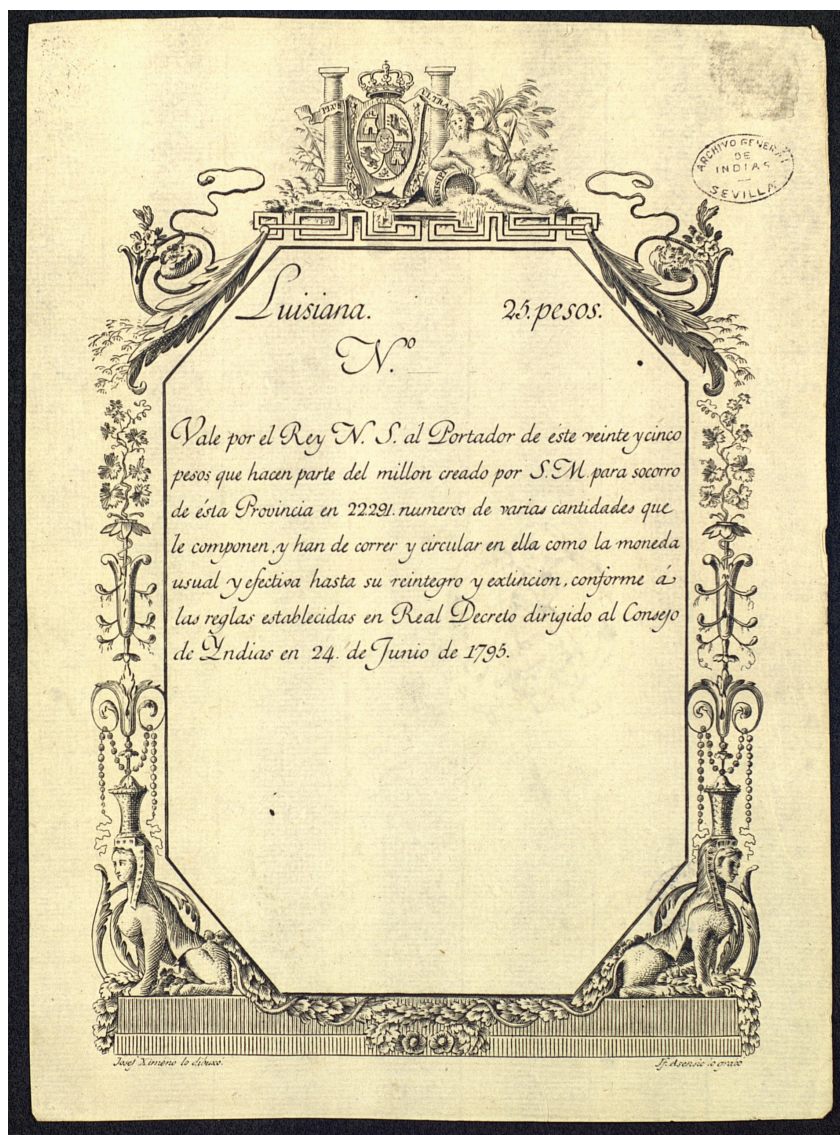 PLUS ULTRA
ARCHIVO GENERAL
DE
INDIAS
SEVILLA
Luisiana. 25. pesos.
N.º
Vale por el Rey N. S. al Portador de este veinte y cinco
pesos que hacen parte del millon creado por S. M. para socorro
de ésta Provincia en 22.291. numeros de varias cantidades que
le componen, y han de correr y circular en ella como la moneda
usual y efectiva hasta su reintegro y extincion, conforme á
las reglas establecidas en Real Decreto dirigido al Consejo
de Yndias en 24. de Junio de 1795.
Josef Ximeno lo dibuxo. Asensio lo grabo